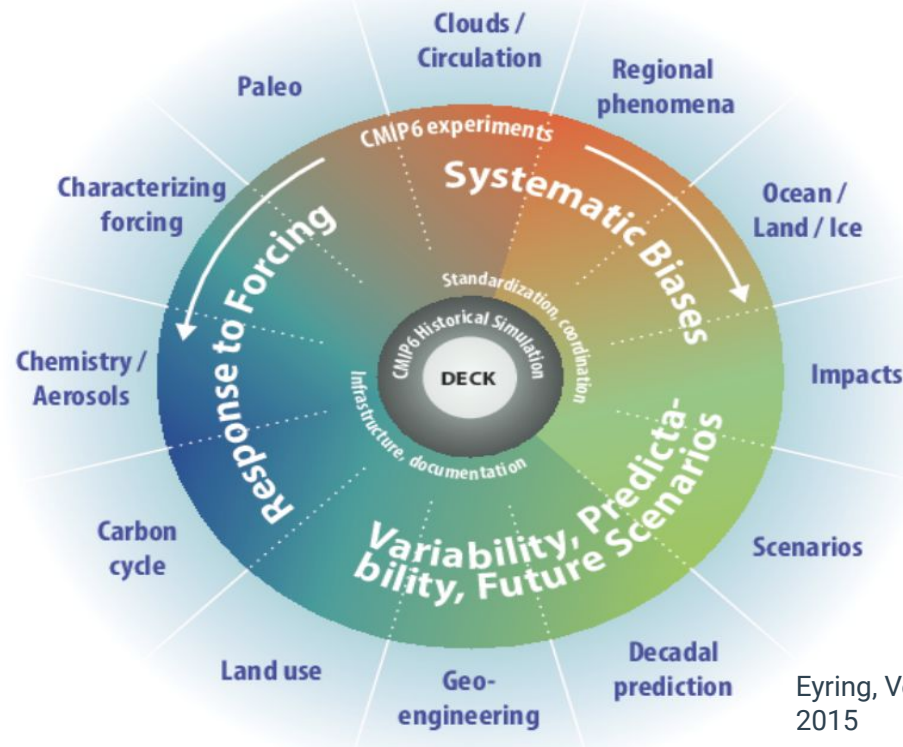 Clouds /
Circulation
Regional
phenomena
Paleo
CMIP6 experiments
Systematic Biases
Characterizing
forcing
Ocean /
Land / Ice
Response to Forcing
Standardization, coordination
CMIP6 Historical Simulation
DECK
Chemistry /
Aerosols
Impacts
Infrastructure, documentation
Variability, Predicta-
bility, Future Scenarios
Carbon
cycle
Scenarios
Land use
Geo-
engineering
Decadal
prediction
Eyring,
2015